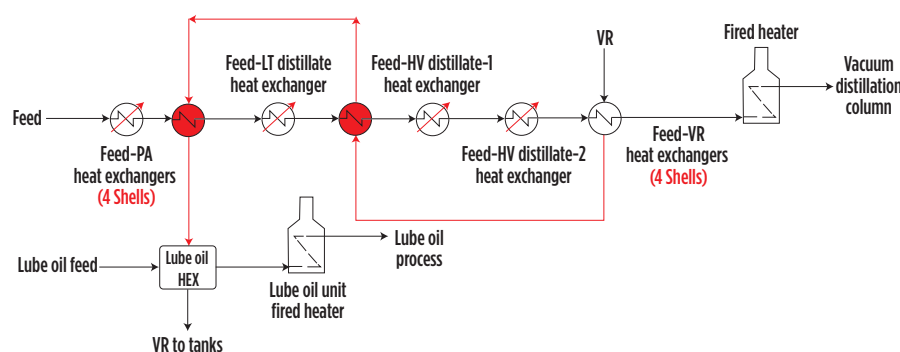 Fired heater
VR
Feed-LT distillate
heat exchanger
Feed-HV distillate-1
heat exchanger
Vacuum
distillation
column
Feed
Feed-PA
heat exchangers
(4 Shells)
Feed-HV distillate-2
heat exchanger
Feed-VR
heat exchangers
(4 Shells)
Lube oil
process
Lube oil feed
Lube oil
HEX
Lube oil unit
fired heater
VR to tanks